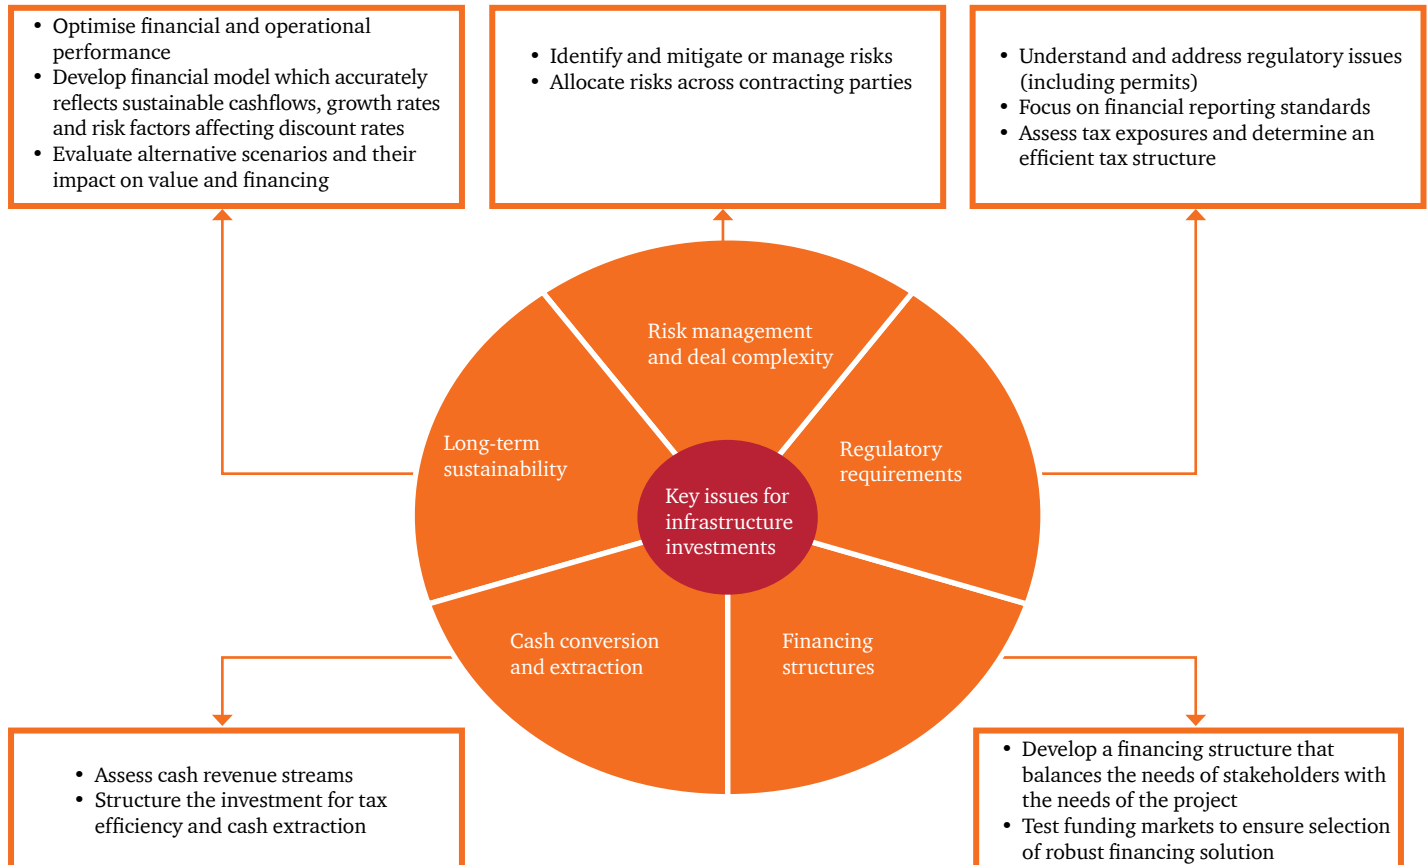 • Optimise financial and operational
performance
• Develop financial model which accurately
reflects sustainable cashflows, growth rates
and risk factors affecting discount rates
• Evaluate alternative scenarios and their
impact on value and financing
• Identify and mitigate or manage risks
• Allocate risks across contracting parties
• Understand and address regulatory issues
(including permits)
• Focus on financial reporting standards
• Assess tax exposures and determine an
efficient tax structure
Risk management
and deal complexity
Long-term
sustainability
Regulatory
requirements
Key issues for
infrastructure
investments
Cash conversion
and extraction
Financing
structures
• Assess cash revenue streams
• Structure the investment for tax
efficiency and cash extraction
• Develop a financing structure that
balances the needs of stakeholders with
the needs of the project
• Test funding markets to ensure selection
of robust financing solution